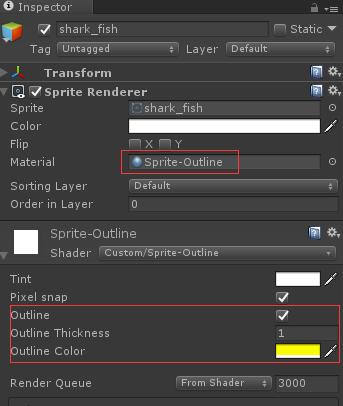 Inspector
shark_fish
Static
Tag Untagged Layer Default
Transform
Sprite Renderer
Sprite shark_fish
Color
Flip X Y
Material Sprite-Outline
Sorting Layer Default
Order in Layer 0
Sprite-Outline
Shader Custom/Sprite-Outline
Tint
Pixel snap
Outline
Outline Thickness 1
Outline Color
Render Queue From Shader 3000